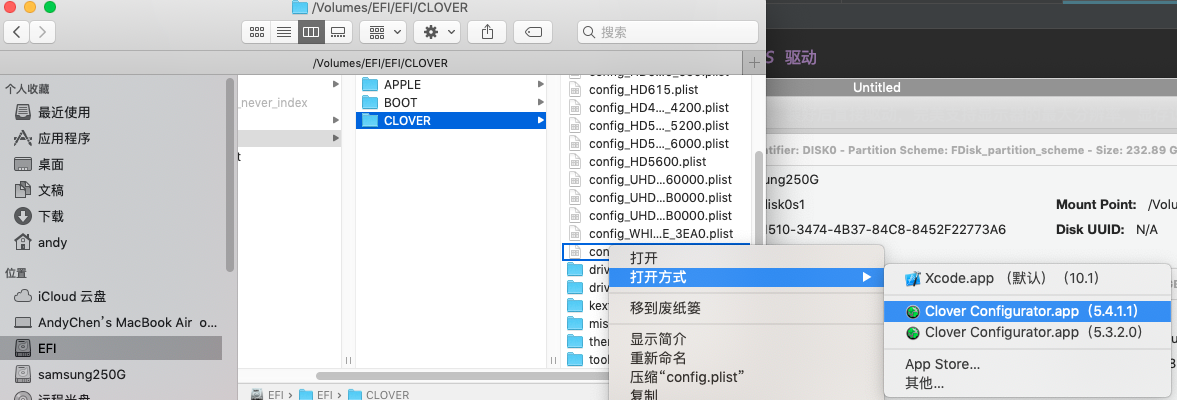 /Volumes/EFI/EFI/CLOVER
搜索
/Volumes/EFI/EFI/CLOVER
个人收藏
最近使用
应用程序
桌面
文稿
下载
andy
位置
iCloud 云盘
AndyChen's MacBook Air o...
EFI
samsung250G
_never_index
APPLE
BOOT
CLOVER
config_HD615.plist
config_HD4..._4200.plist
config_HD5..._5200.plist
config_HD5..._6000.plist
config_HD5600.plist
config_UHD...60000.plist
config_UHD...B0000.plist
config_UHD...B0000.plist
config_WHI...E_3EA0.plist
con
driv
driv
kex
mis
the
tool
EFI › EFI › CLOVER
打开
打开方式
移到废纸篓
显示简介
重新命名
压缩“config.plist”
复制
Xcode.app （默认） （10.1）
Clover Configurator.app（5.4.1.1）
Clover Configurator.app（5.3.2.0）
App Store...
其他...
S 驱动
Untitled
ntifier: DISK0 - Partition Scheme: FDisk_partition_scheme - Size: 232.89 G
ung250G
isk0s1
Mount Point: /Volu
1510-3474-4B37-84C8-8452F22773A6
Disk UUID: N/A